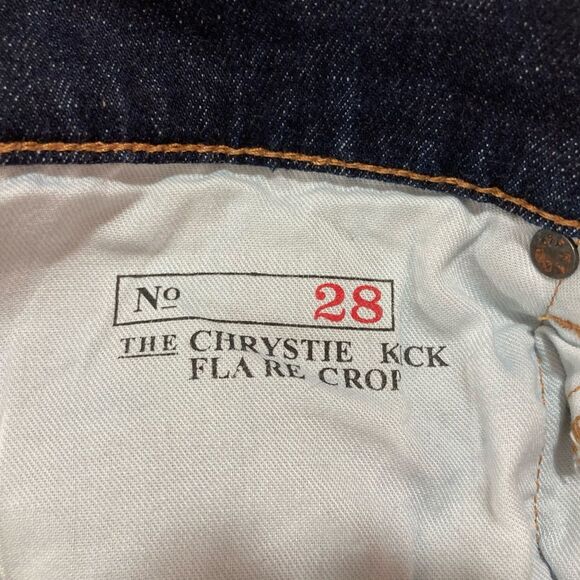 No 28
THE CHRYSTIE KICK
FLARE CROP